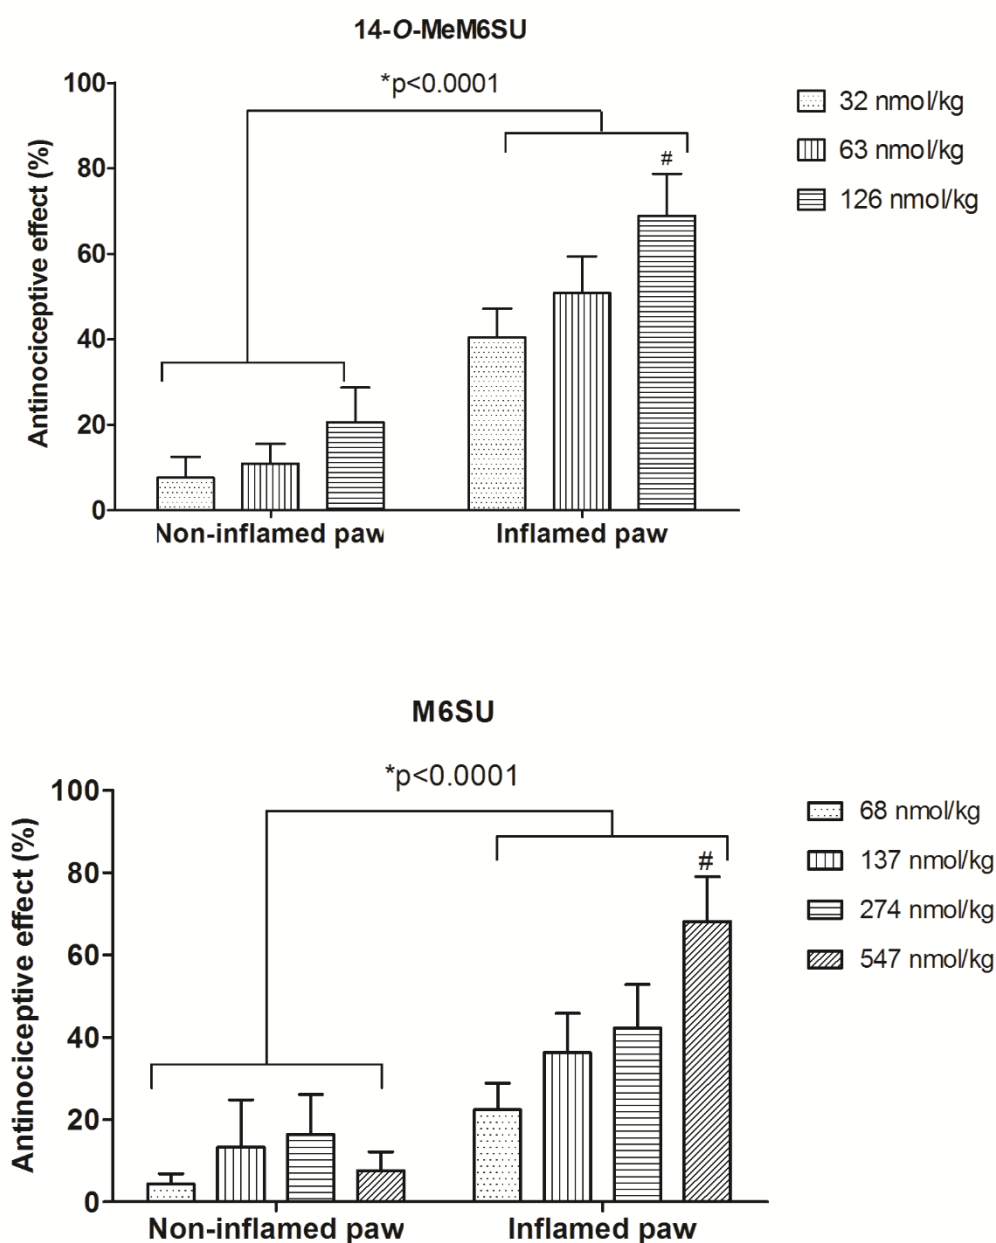 14-O-MeM6SU
*p<0.0001
100
80
60
40
20
0
Antinociceptive effect (%)
#
Non-inflamed paw
Inflamed paw
32 nmol/kg
63 nmol/kg
126 nmol/kg
M6SU
*p<0.0001
100
80
60
40
20
0
Antinociceptive effect (%)
#
Non-inflamed paw
Inflamed paw
68 nmol/kg
137 nmol/kg
274 nmol/kg
547 nmol/kg